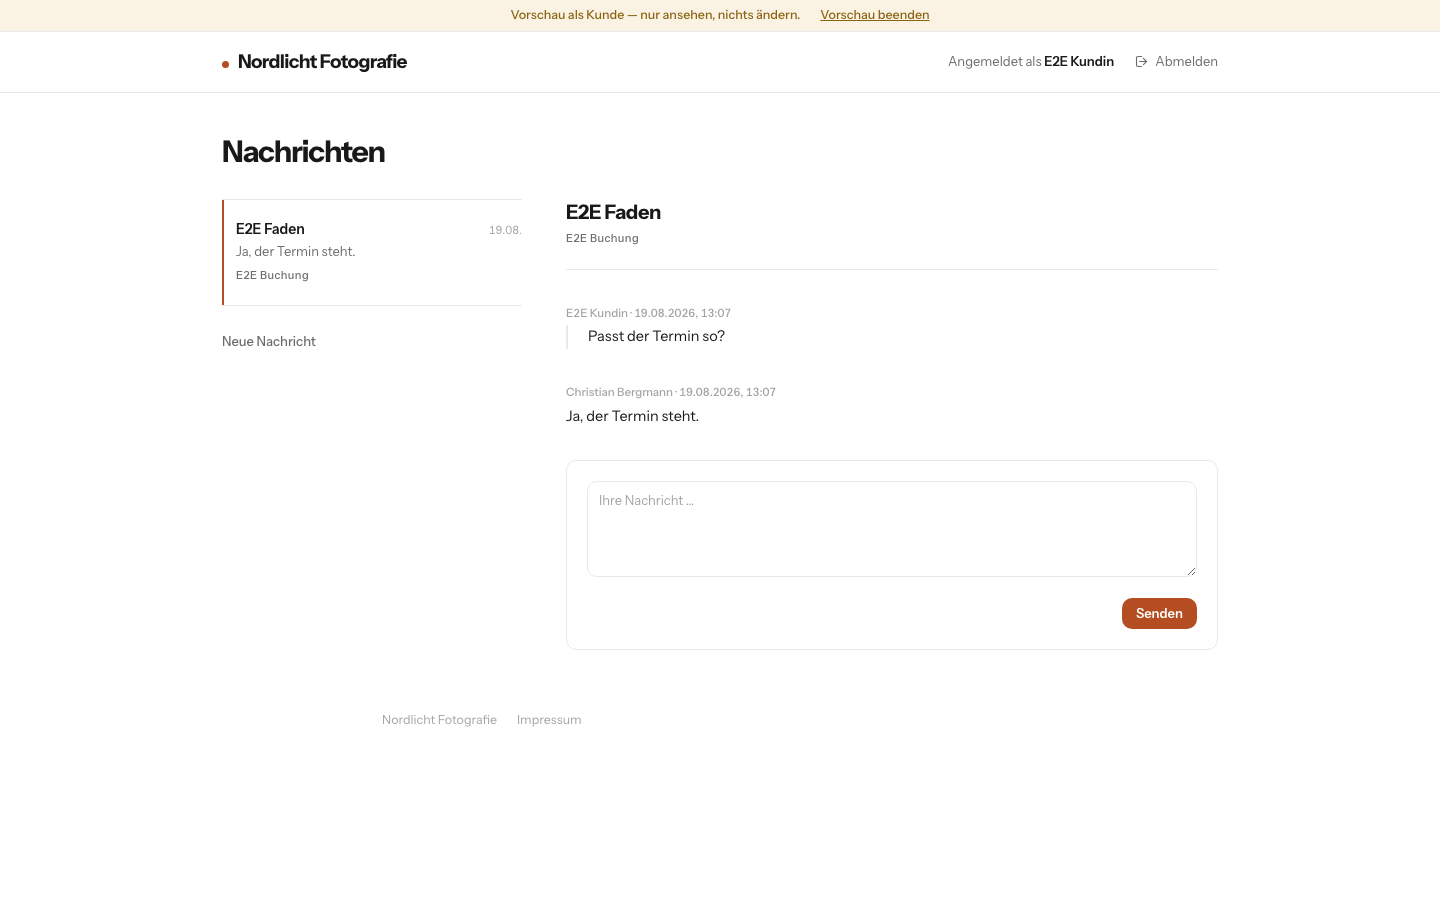 Vorschau als Kunde — nur ansehen, nichts ändern. Vorschau beenden
Nordlicht Fotografie
Angemeldet als E2E Kundin Abmelden
Nachrichten
E2E Faden 19.08.
Ja, der Termin steht.
E2E Buchung
Neue Nachricht
E2E Faden
E2E Buchung
E2E Kundin · 19.08.2026, 13:07
Passt der Termin so?
Christian Bergmann · 19.08.2026, 13:07
Ja, der Termin steht.
Ihre Nachricht …
Senden
Nordlicht Fotografie Impressum